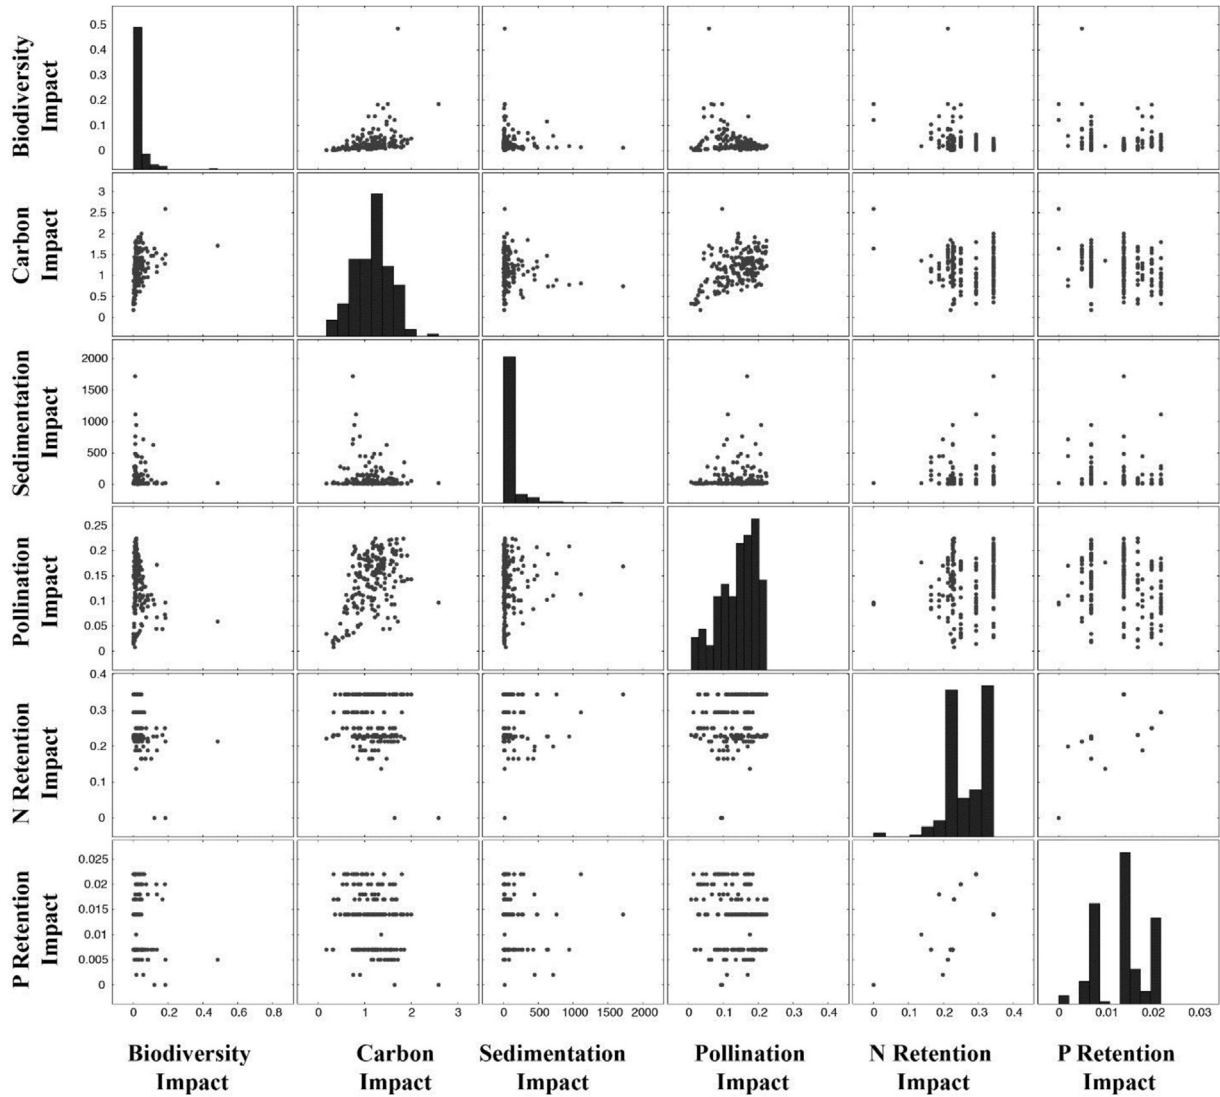 Biodiversity
Impact
0.5
0.4
0.3
0.2
0.1
0
Carbon
Impact
3
2.5
2
1.5
1
0.5
0
Sedimentation
Impact
2000
1500
1000
500
0
Pollination
Impact
0.25
0.2
0.15
0.1
0.05
0
N Retention
Impact
0.4
0.3
0.2
0.1
0
P Retention
Impact
0.025
0.02
0.015
0.01
0.005
0
0 0.2 0.4 0.6 0.8
0 1 2 3
0 500 1000 1500 2000
0 0.1 0.2 0.3 0.4
0 0.1 0.2 0.3 0.4
0 0.01 0.02 0.03
Biodiversity
Impact
Carbon
Impact
Sedimentation
Impact
Pollination
Impact
N Retention
Impact
P Retention
Impact